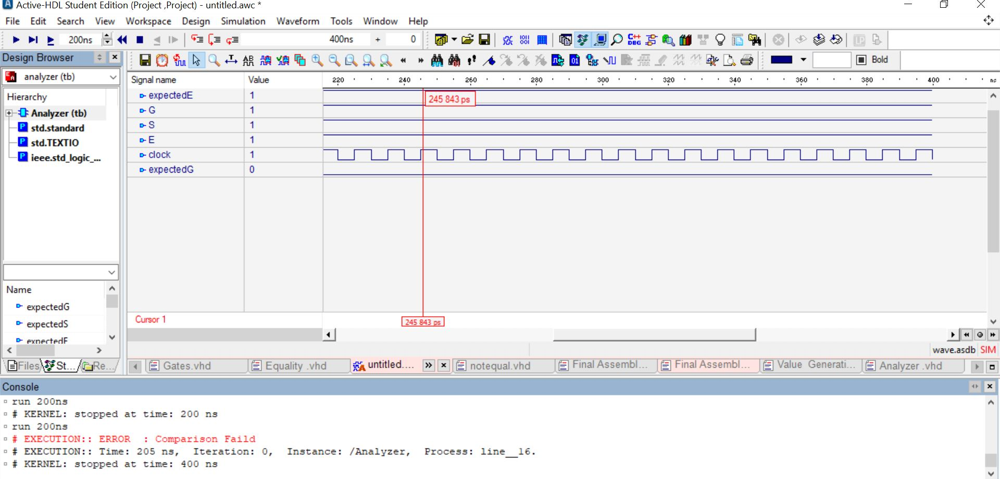 Active-HDL Student Edition (Project ,Project) - untitled.awc *
File Edit Search View Workspace Design Simulation Waveform Tools Window Help
200ns 400ns + 0
Design Browser
Bold
analyzer (tb)
Signal name Value 220 240 260 280 300 320 340 360 380 400 ns
Hierarchy
Analyzer (tb)
std.standard
std.TEXTIO
ieee.std_logic_...
expectedE 1
245 843 ps
G 1
S 1
E 1
clock 1
expectedG 0
Name
expectedG
expectedS
expectedE
Cursor 1
245 843 ps
wave.asdb SIM
Files St... Re...
Gates.vhd Equality .vhd untitled.... notequal.vhd Final Assembl... Final Assembl... Value Generati... Analyzer .vhd
Console
run 200ns
# KERNEL: stopped at time: 200 ns
run 200ns
# EXECUTION:: ERROR : Comparison Faild
# EXECUTION:: Time: 205 ns, Iteration: 0, Instance: /Analyzer, Process: line__16.
# KERNEL: stopped at time: 400 ns